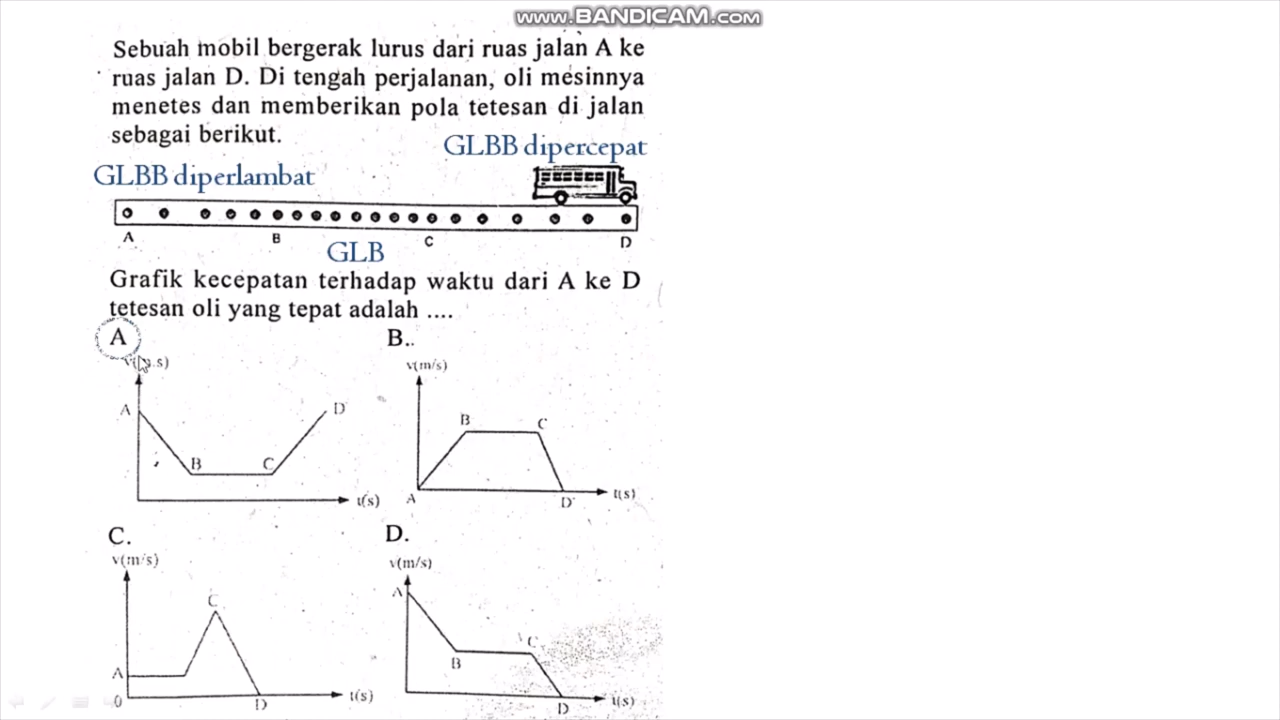 www.BANDICAM.com
Sebuah mobil bergerak lurus dari ruas jalan A ke
ruas jalan D. Di tengah perjalanan, oli mesinnya
menetes dan memberikan pola tetesan di jalan
sebagai berikut.
GLBB dipercepat
GLBB diperlambat
A B C D
GLB
Grafik kecepatan terhadap waktu dari A ke D
tetesan oli yang tepat adalah ....
A B..
v(m/s)
A D B C
B C
t(s) A D t(s)
C. D.
v(m/s) v(m/s)
A
C C
B
A
0 D t(s) D t(s)